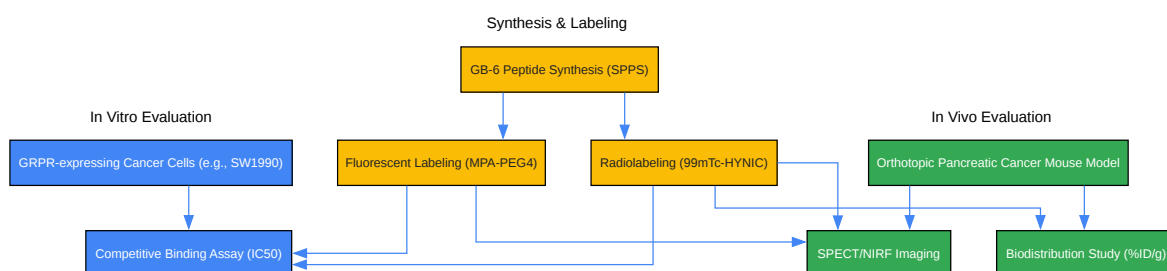 Synthesis & Labeling
GB-6 Peptide Synthesis (SPPS)
In Vitro Evaluation
In Vivo Evaluation
GRPR-expressing Cancer Cells (e.g., SW1990)
Fluorescent Labeling (MPA-PEG4)
Radiolabeling (99mTc-HYNIC)
Orthotopic Pancreatic Cancer Mouse Model
Competitive Binding Assay (IC50)
SPECT/NIRF Imaging
Biodistribution Study (%ID/g)